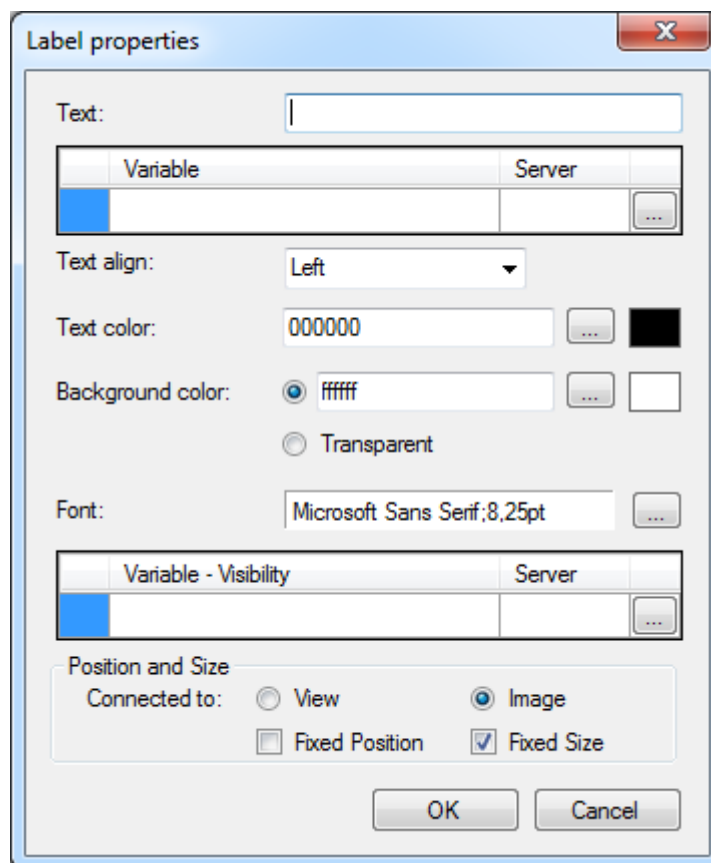 Label properties
Text:
Variable Server
...
Text align: Left
Text color: 000000 ...
Background color: ffffff ...
Transparent
Font: Microsoft Sans Serif;8,25pt ...
Variable - Visibility Server
...
Position and Size
Connected to: View Image
Fixed Position Fixed Size
OK Cancel